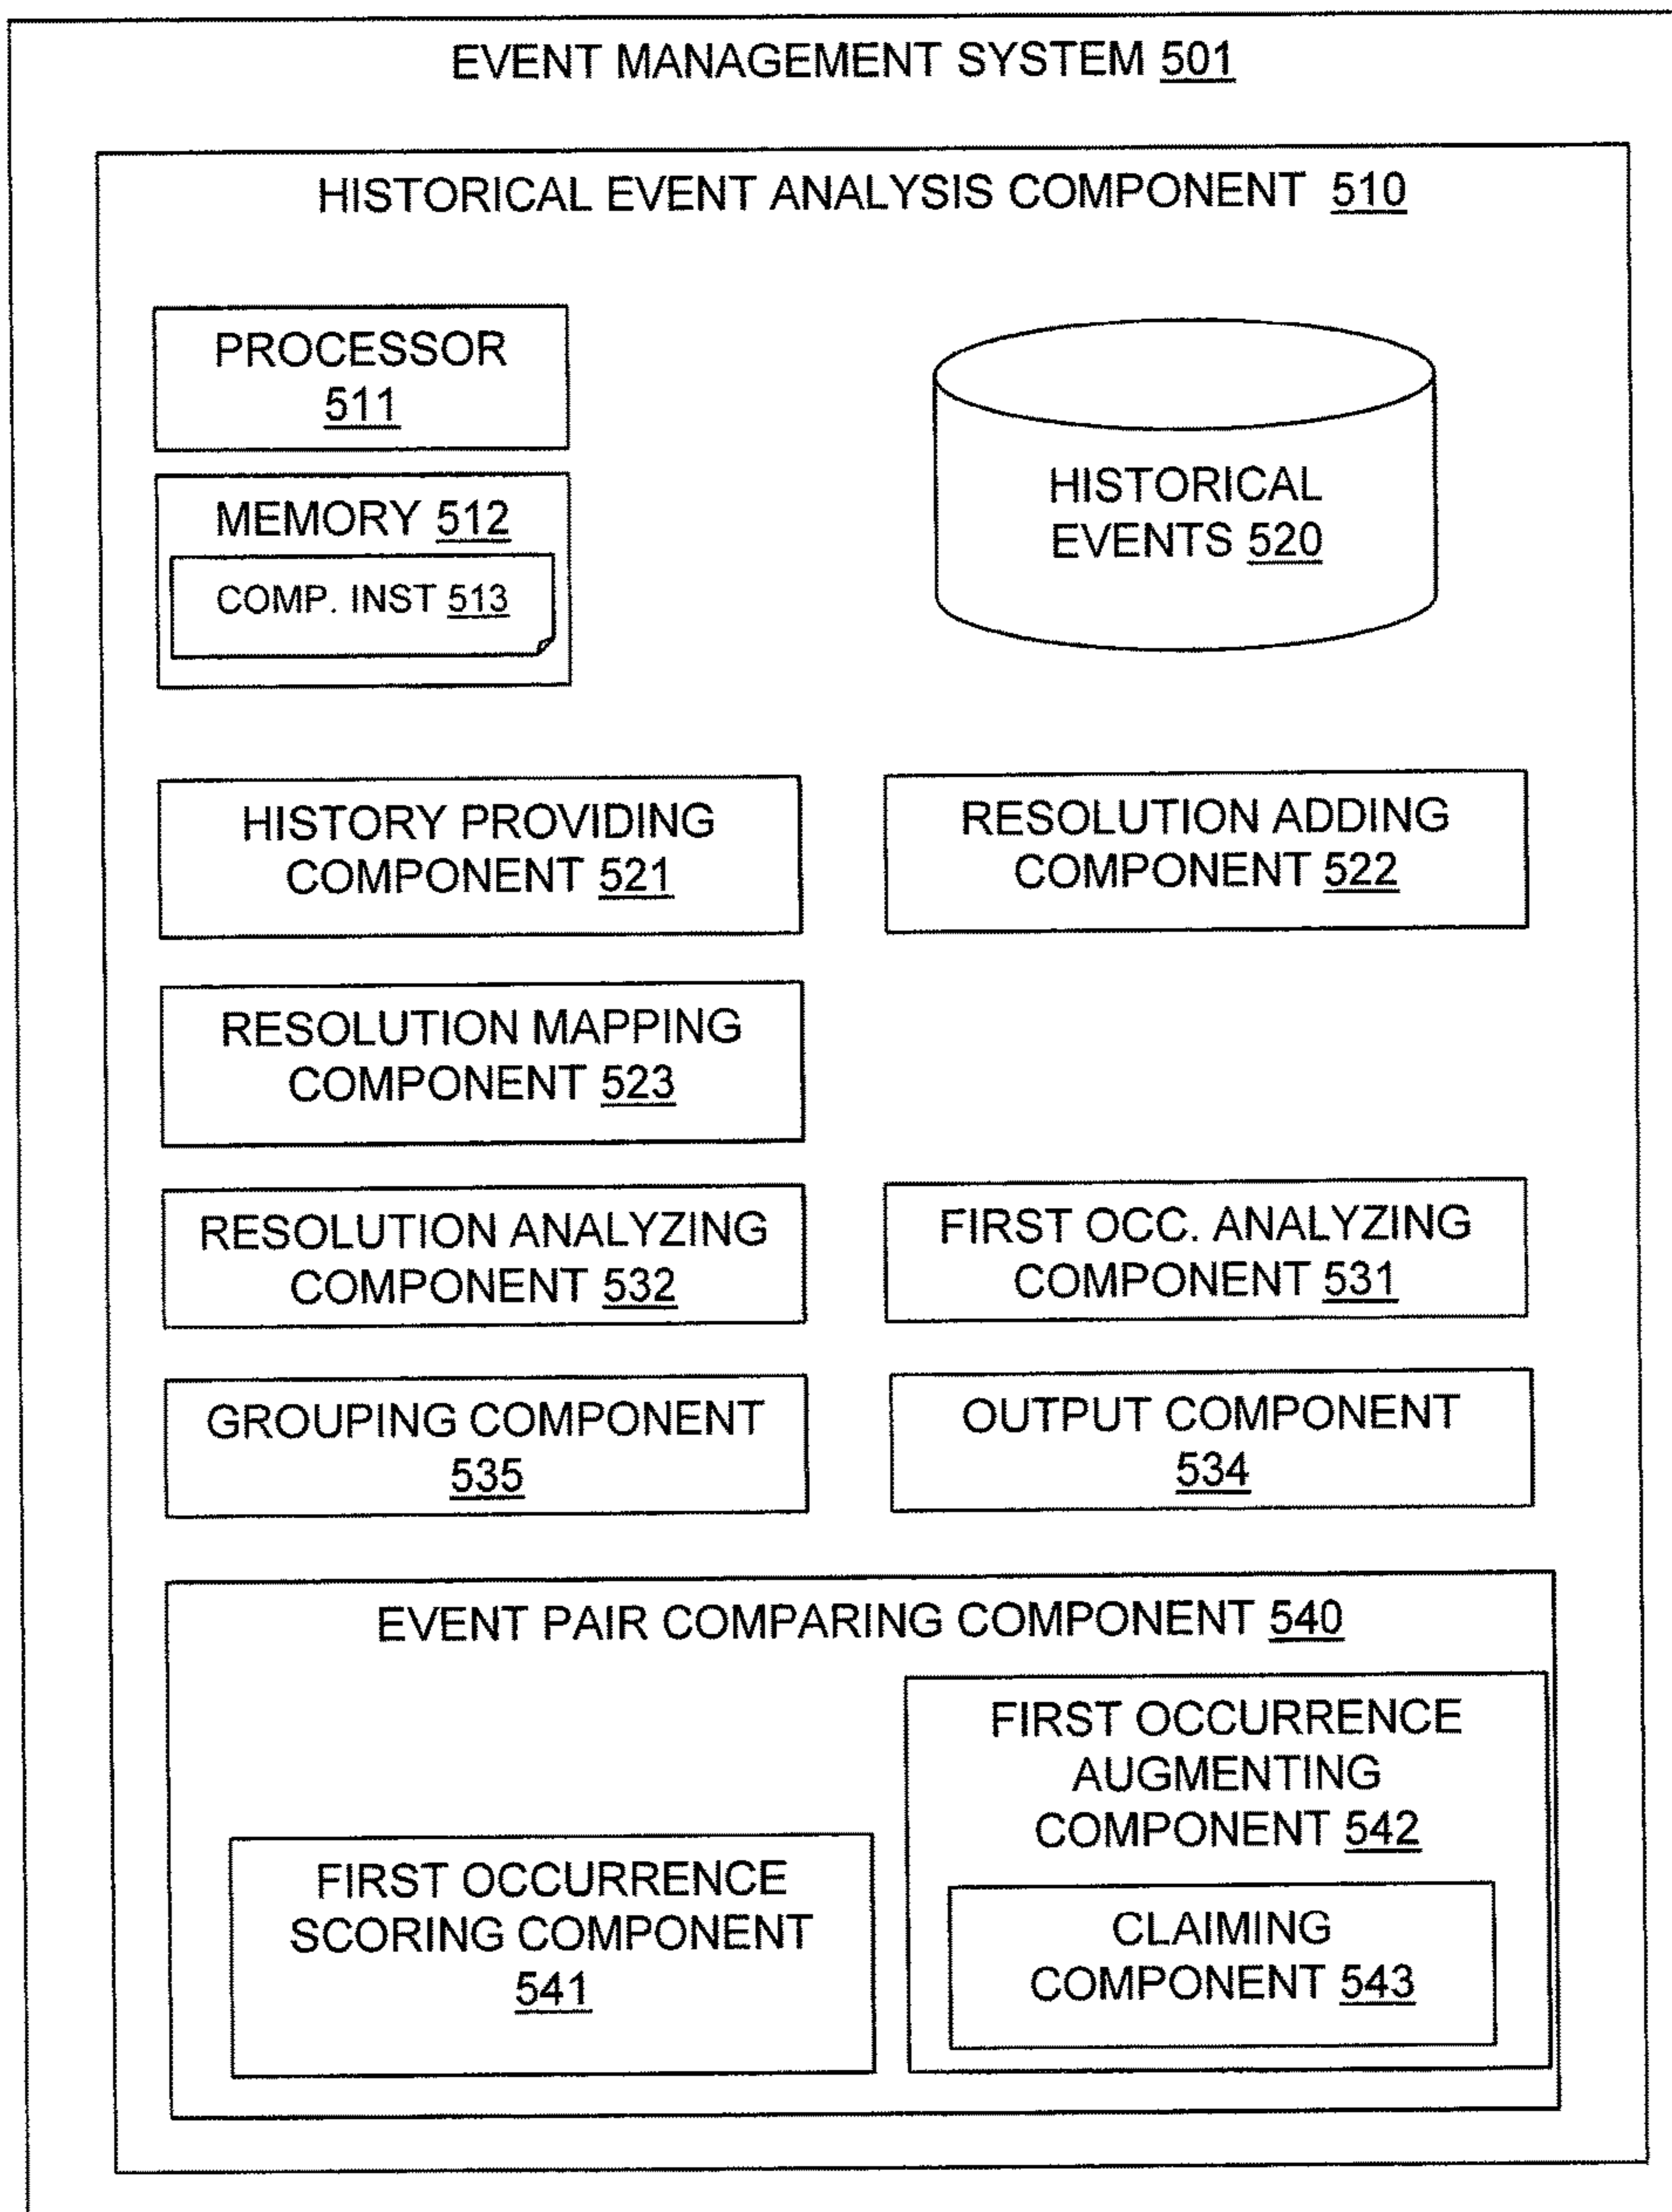 EVENT MANAGEMENT SYSTEM 501
HISTORICAL EVENT ANALYSIS COMPONENT 510
PROCESSOR
511
MEMORY 512
COMP. INST 513
HISTORICAL
EVENTS 520
HISTORY PROVIDING
COMPONENT 521
RESOLUTION ADDING
COMPONENT 522
RESOLUTION MAPPING
COMPONENT 523
RESOLUTION ANALYZING
COMPONENT 532
FIRST OCC. ANALYZING
COMPONENT 531
GROUPING COMPONENT
535
OUTPUT COMPONENT
534
EVENT PAIR COMPARING COMPONENT 540
FIRST OCCURRENCE
SCORING COMPONENT
541
FIRST OCCURRENCE
AUGMENTING
COMPONENT 542
CLAIMING
COMPONENT 543